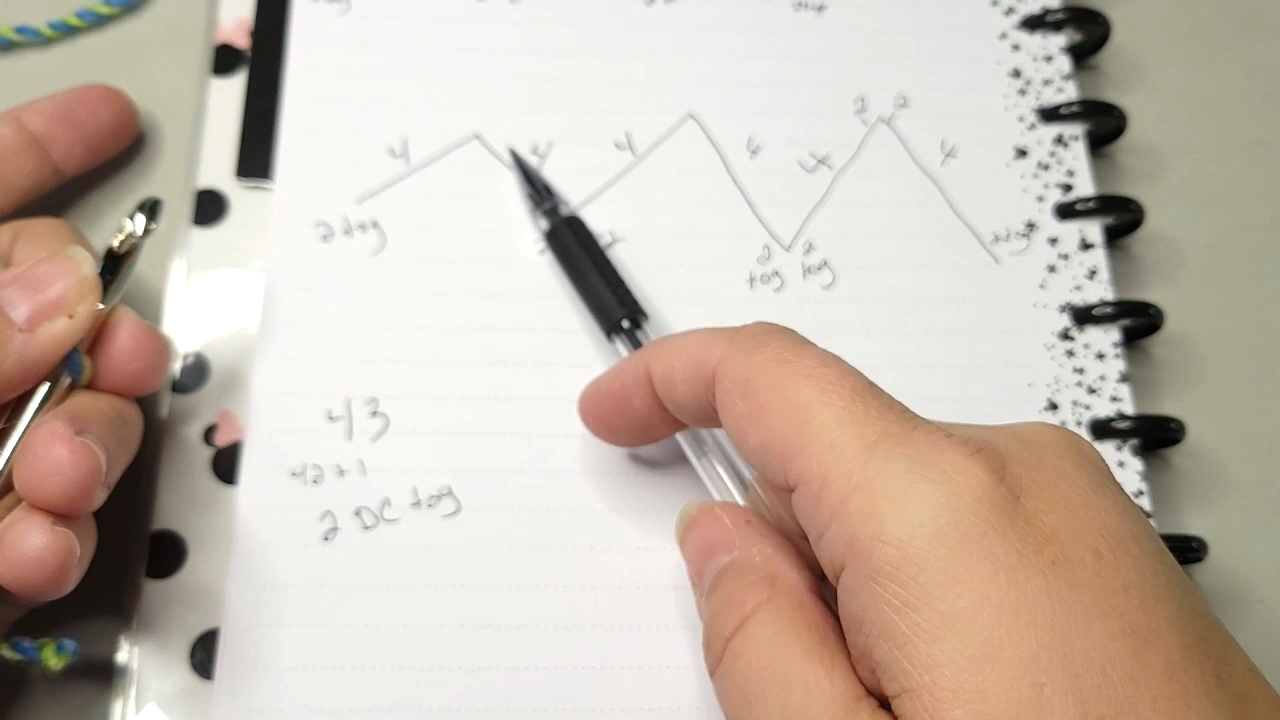 2 2
4 4 4 4 4 4
2 tog 2 2 2 tog
tog tog
43
42 + 1
2 DC tog